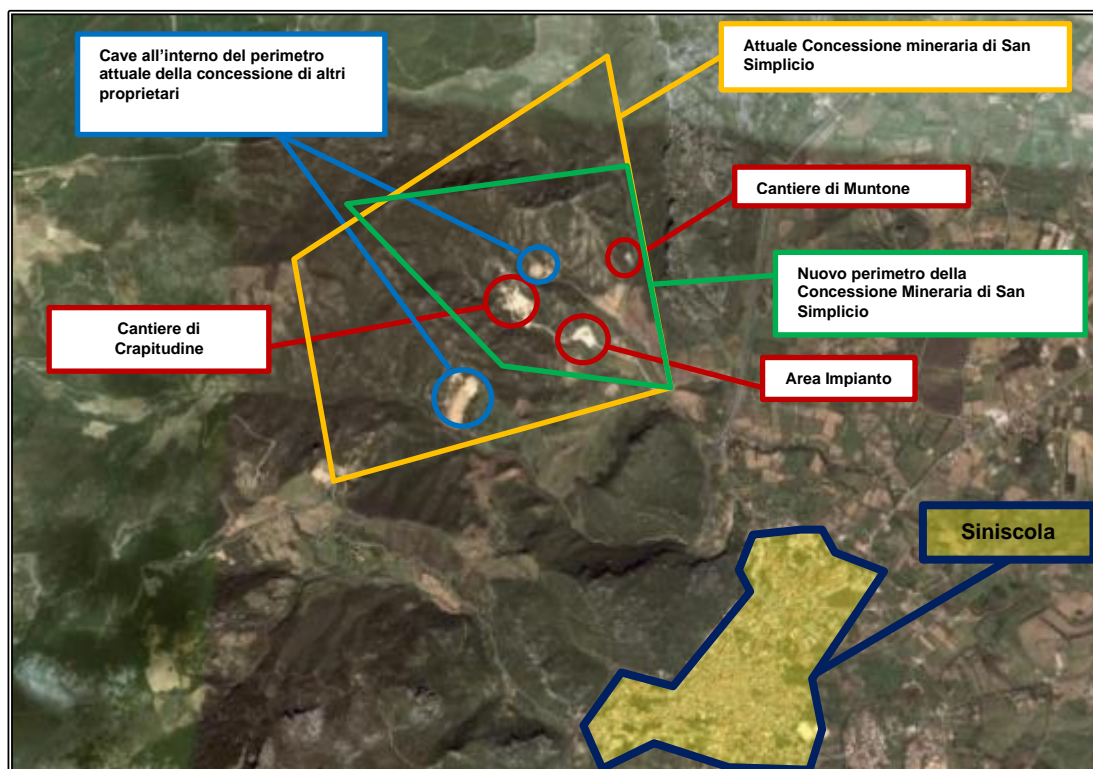 Cave all’interno del perimetro
attuale della concessione di altri
proprietari
Attuale Concessione mineraria di San
Simplicio
Cantiere di Muntone
Nuovo perimetro della
Concessione Mineraria di San
Simplicio
Cantiere di
Crapitudine
Area Impianto
Siniscola